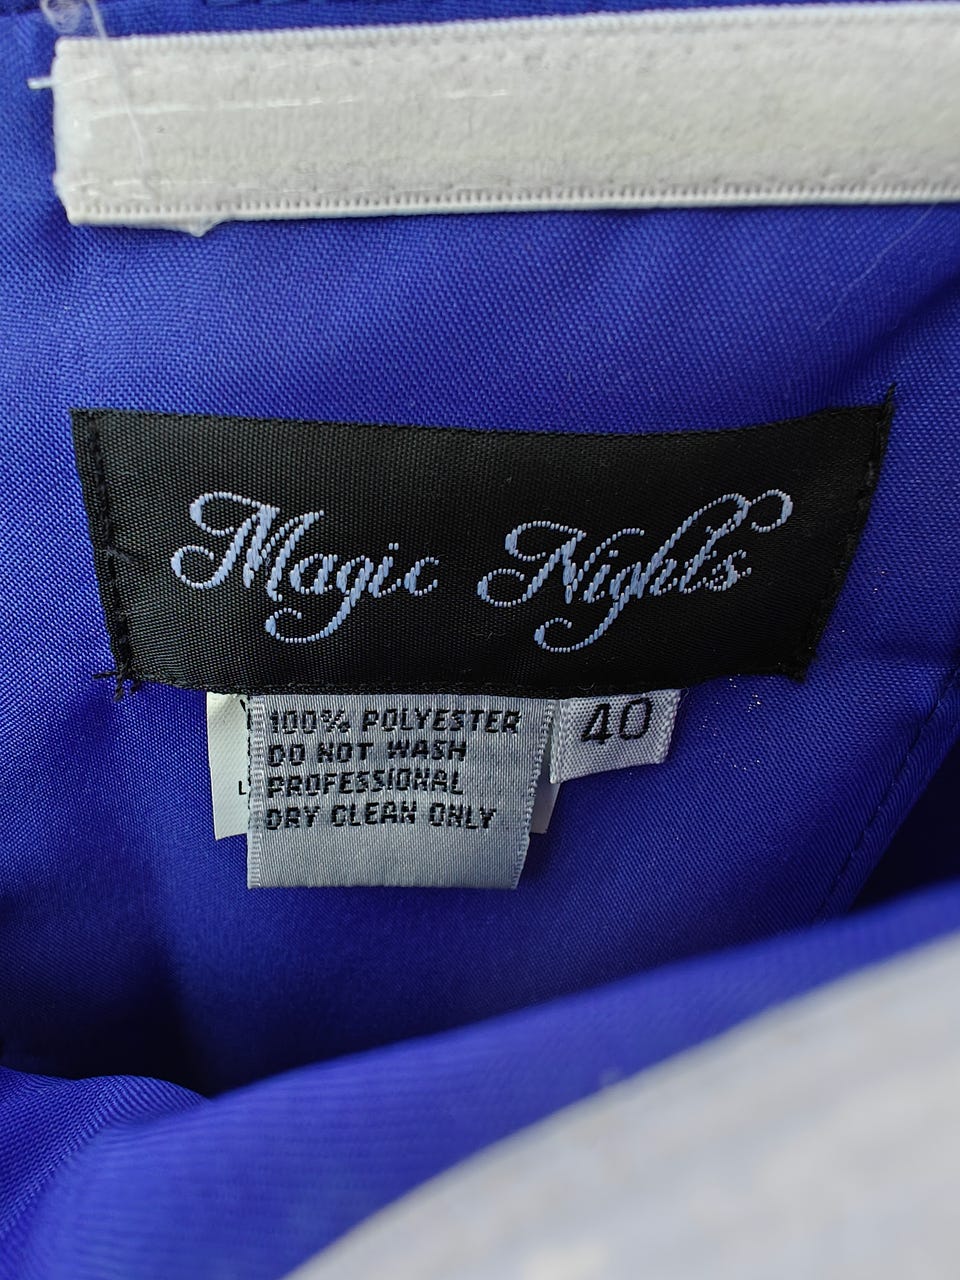 Magic Nights
100% POLYESTER
DO NOT WASH
PROFESSIONAL
DRY CLEAN ONLY
40